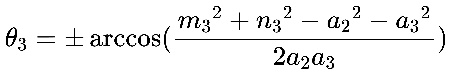 θ₃ = ± arccos((m₃² + n₃² − a₂² − a₃²) / (2a₂a₃))